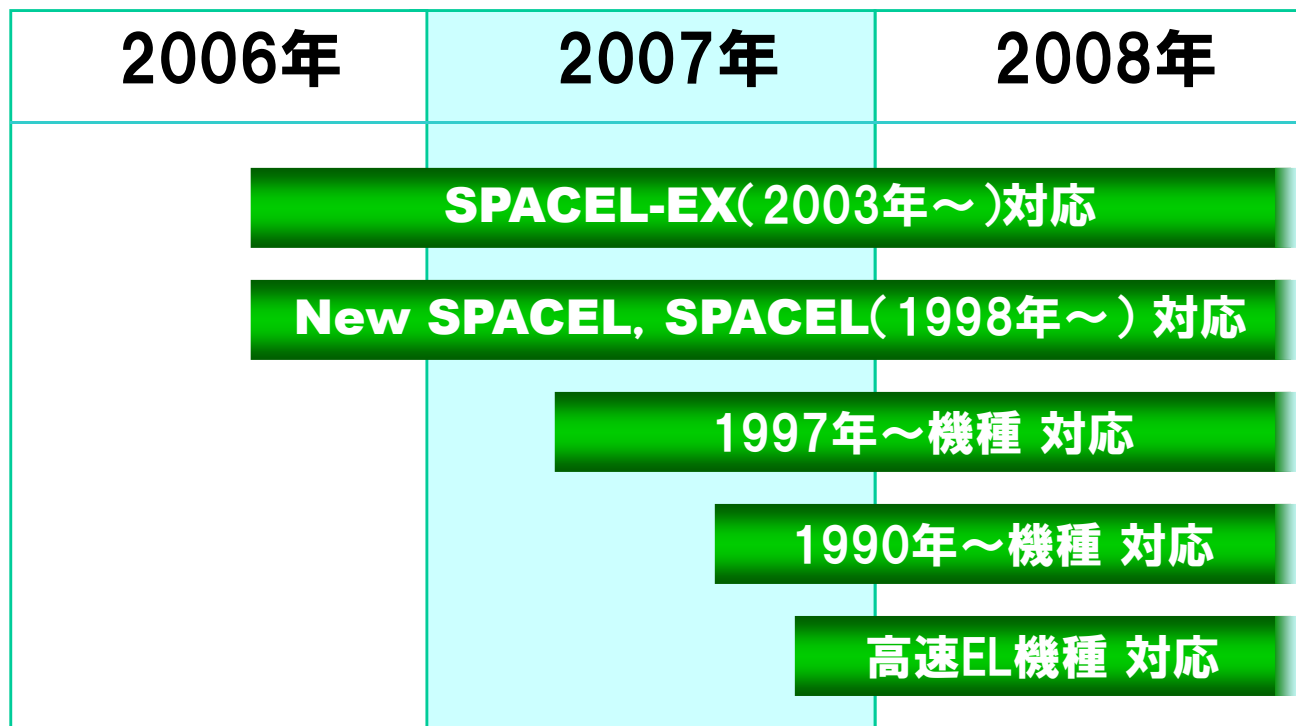 2006年 2007年 2008年
SPACEL-EX(2003年～)対応
New SPACEL, SPACEL(1998年～) 対応
1997年～機種 対応
1990年～機種 対応
高速EL機種 対応